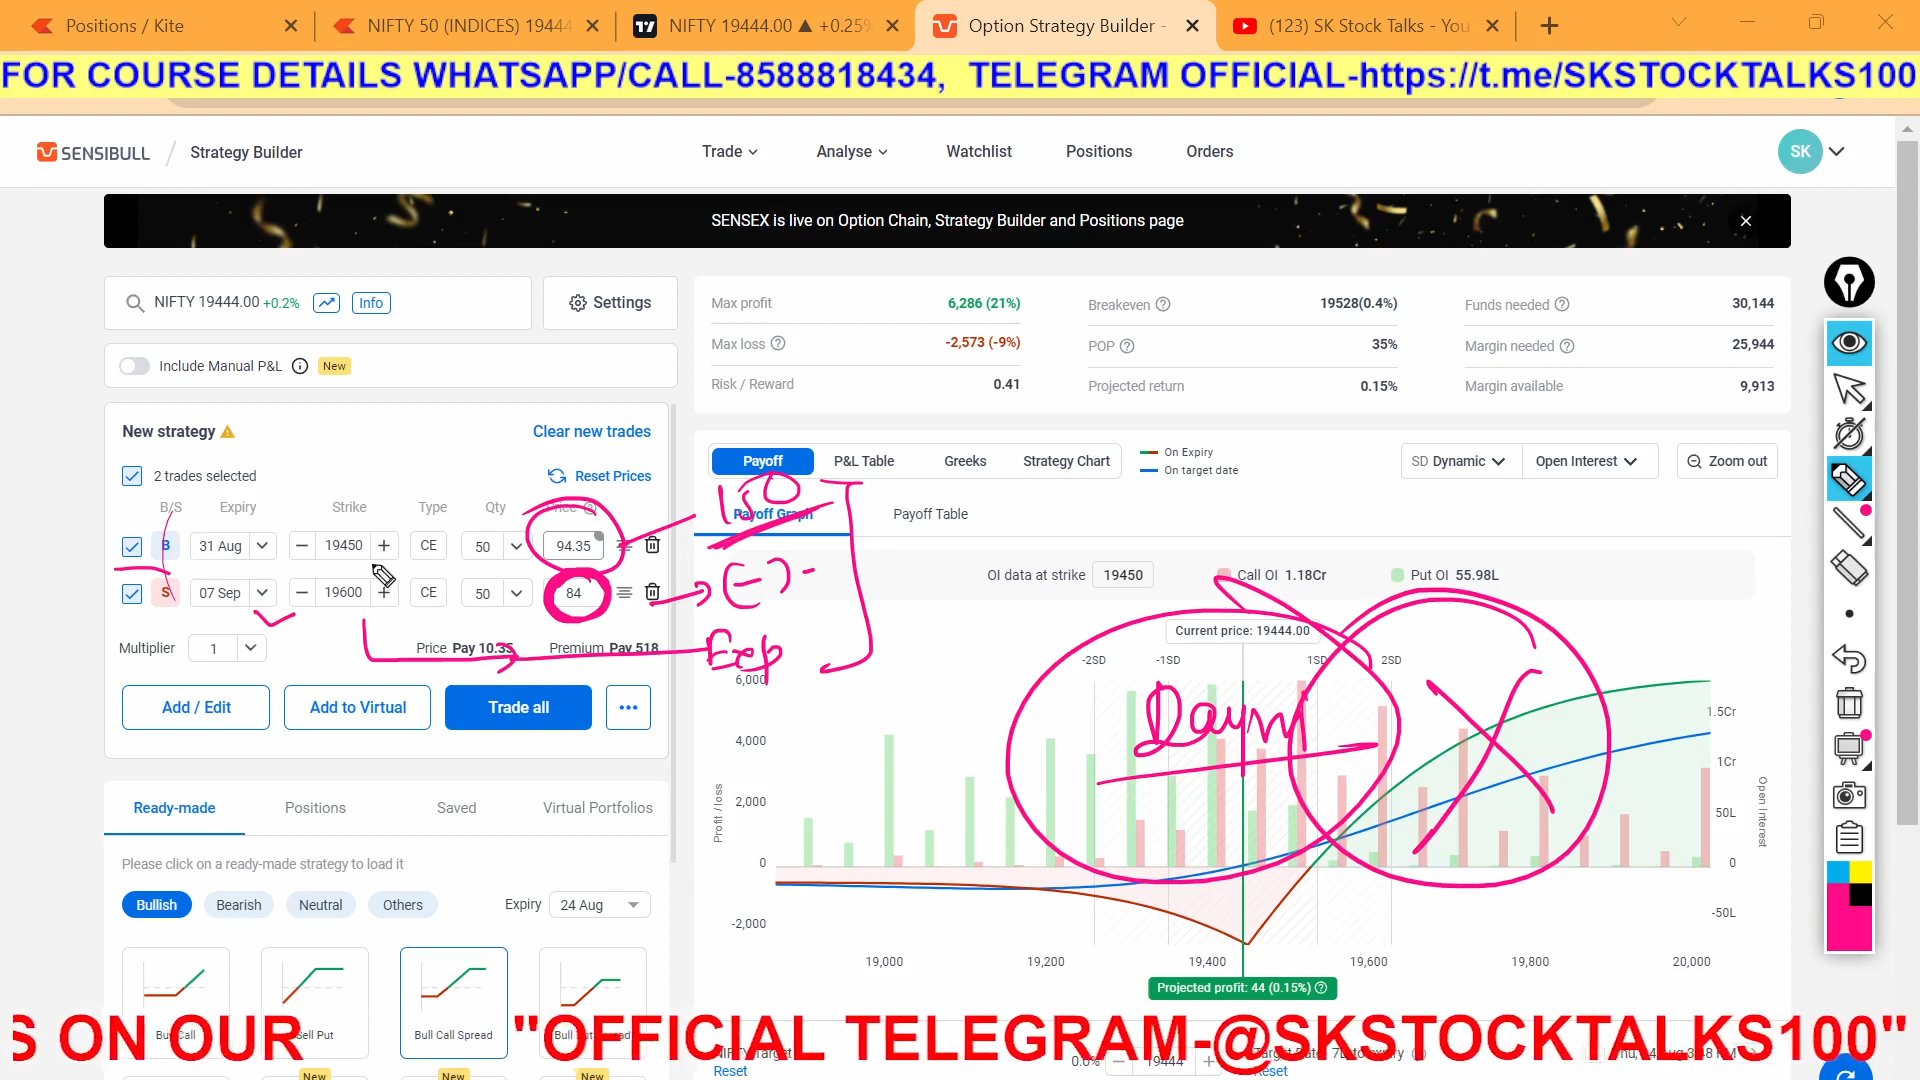 Positions / Kite
NIFTY 50 (INDICES) 19444
NIFTY 19444.00 ▲ +0.25%
Option Strategy Builder -
(123) SK Stock Talks - You
FOR COURSE DETAILS WHATSAPP/CALL-8588818434, TELEGRAM OFFICIAL-https://t.me/SKSTOCKTALKS100
SENSIBULL / Strategy Builder
Trade
Analyse
Watchlist
Positions
Orders
SK
SENSEX is live on Option Chain, Strategy Builder and Positions page
NIFTY 19444.00 +0.2%
Info
Settings
Include Manual P&L
New
Max profit 6,286 (21%)
Max loss -2,573 (-9%)
Risk / Reward 0.41
Breakeven 19528(0.4%)
POP 35%
Projected return 0.15%
Funds needed 30,144
Margin needed 25,944
Margin available 9,913
New strategy
Clear new trades
2 trades selected
Reset Prices
B/S Expiry Strike Type Qty Price
B 31 Aug 19450 CE 50 94.35
S 07 Sep 19600 CE 50 84
Multiplier 1 Price Pay 10.35 Premium Pay 518
Add / Edit
Add to Virtual
Trade all
Payoff
P&L Table
Greeks
Strategy Chart
On Expiry
On target date
SD Dynamic
Open Interest
Zoom out
150
Payoff Graph
Payoff Table
(-)
Exp
OI data at strike 19450
Call OI 1.18Cr
Put OI 55.98L
Current price: 19444.00
-2SD -1SD 1SD 2SD
6,000
4,000
2,000
0
-2,000
Profit / loss
1.5Cr
1Cr
50L
0
-50L
Open Interest
19,000 19,200 19,400 19,600 19,800 20,000
Projected profit: 44 (0.15%)
Ready-made
Positions
Saved
Virtual Portfolios
Please click on a ready-made strategy to load it
Bullish
Bearish
Neutral
Others
Expiry 24 Aug
Buy Call
Sell Put
Bull Call Spread
Bull Put Spread
S ON OUR "OFFICIAL TELEGRAM-@SKSTOCKTALKS100"
0.0%
19444
Reset
Reset
New
New
New